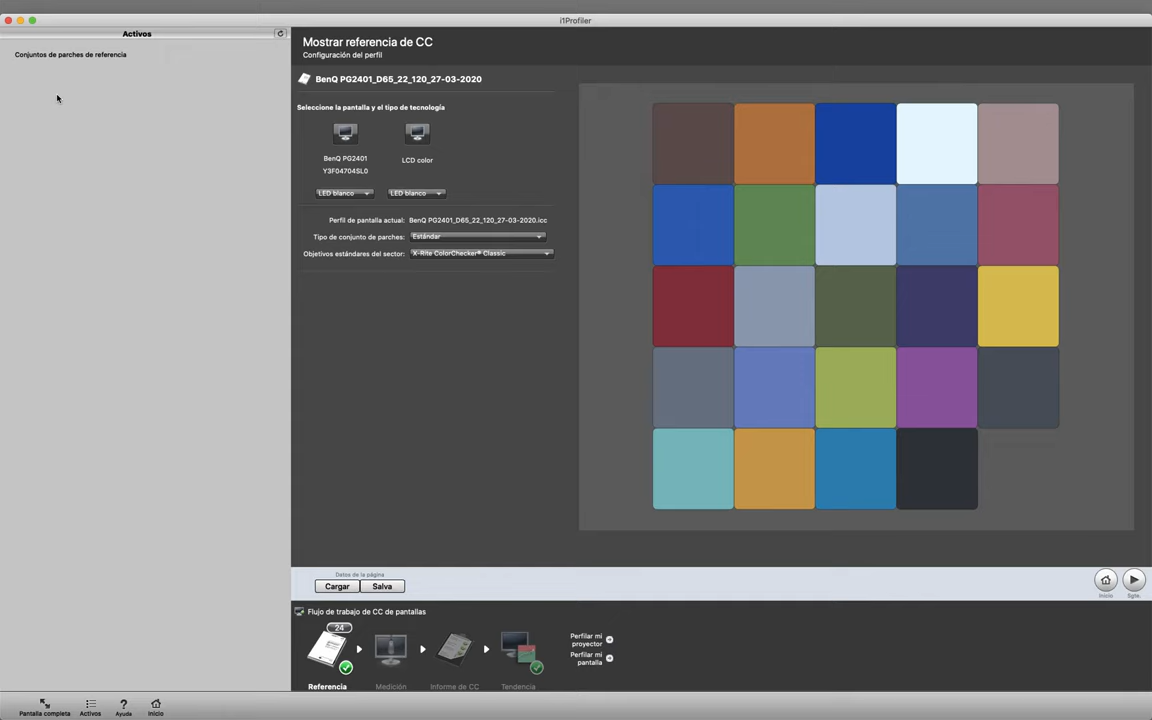 i1Profiler
Activos
Conjuntos de parches de referencia
Mostrar referencia de CC
Configuración del perfil
BenQ PG2401_D65_22_120_27-03-2020
Seleccione la pantalla y el tipo de tecnología
BenQ PG2401
Y3F04704SL0
LCD color
LED blanco
LED blanco
Perfil de pantalla actual: BenQ PG2401_D65_22_120_27-03-2020.icc
Tipo de conjunto de parches: Estándar
Objetivos estándares del sector: X-Rite ColorChecker® Classic
Datos de la página
Cargar Salva
Inicio Sgte.
Flujo de trabajo de CC de pantallas
24
Perfilar mi
proyector
Perfilar mi
pantalla
Referencia Medición Informe de CC Tendencia
Pantalla completa Activos Ayuda Inicio